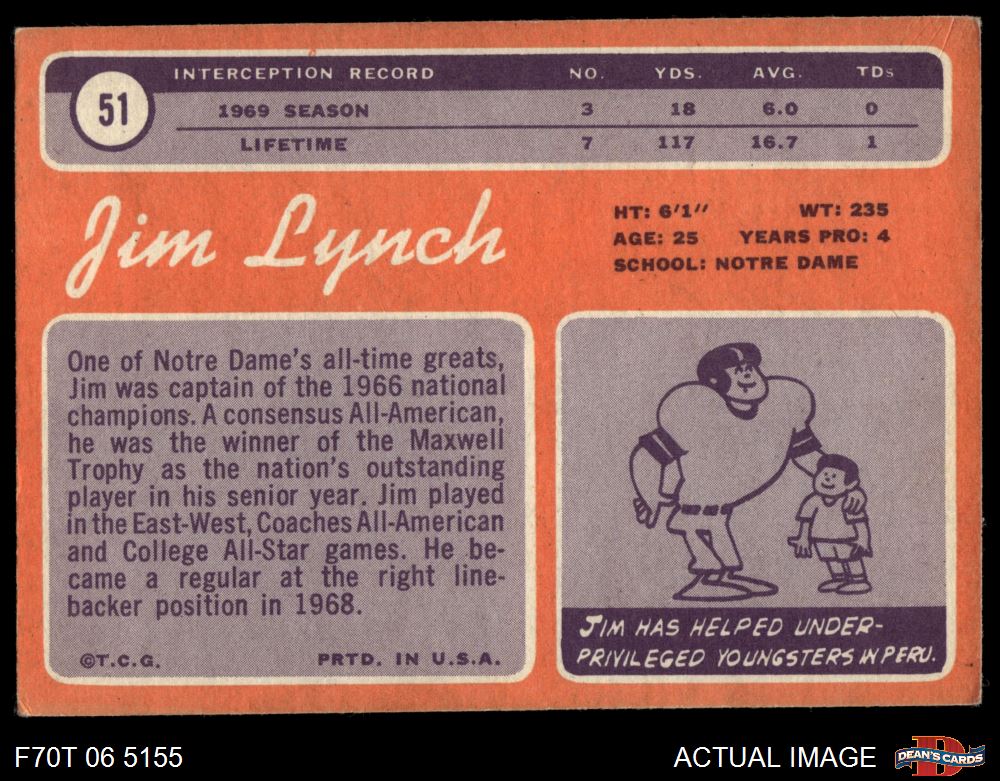 51
INTERCEPTION RECORD NO. YDS. AVG. TDs
1969 SEASON 3 18 6.0 0
LIFETIME 7 117 16.7 1
Jim Lynch
HT: 6'1" WT: 235
AGE: 25 YEARS PRO: 4
SCHOOL: NOTRE DAME
One of Notre Dame's all-time greats,
Jim was captain of the 1966 national
champions. A consensus All-American,
he was the winner of the Maxwell
Trophy as the nation's outstanding
player in his senior year. Jim played
in the East-West, Coaches All-American
and College All-Star games. He be-
came a regular at the right line-
backer position in 1968.
©T.C.G. PRTD. IN U.S.A.
JIM HAS HELPED UNDER-
PRIVILEGED YOUNGSTERS IN PERU.
F70T 06 5155
ACTUAL IMAGE
D
DEAN'S CARDS